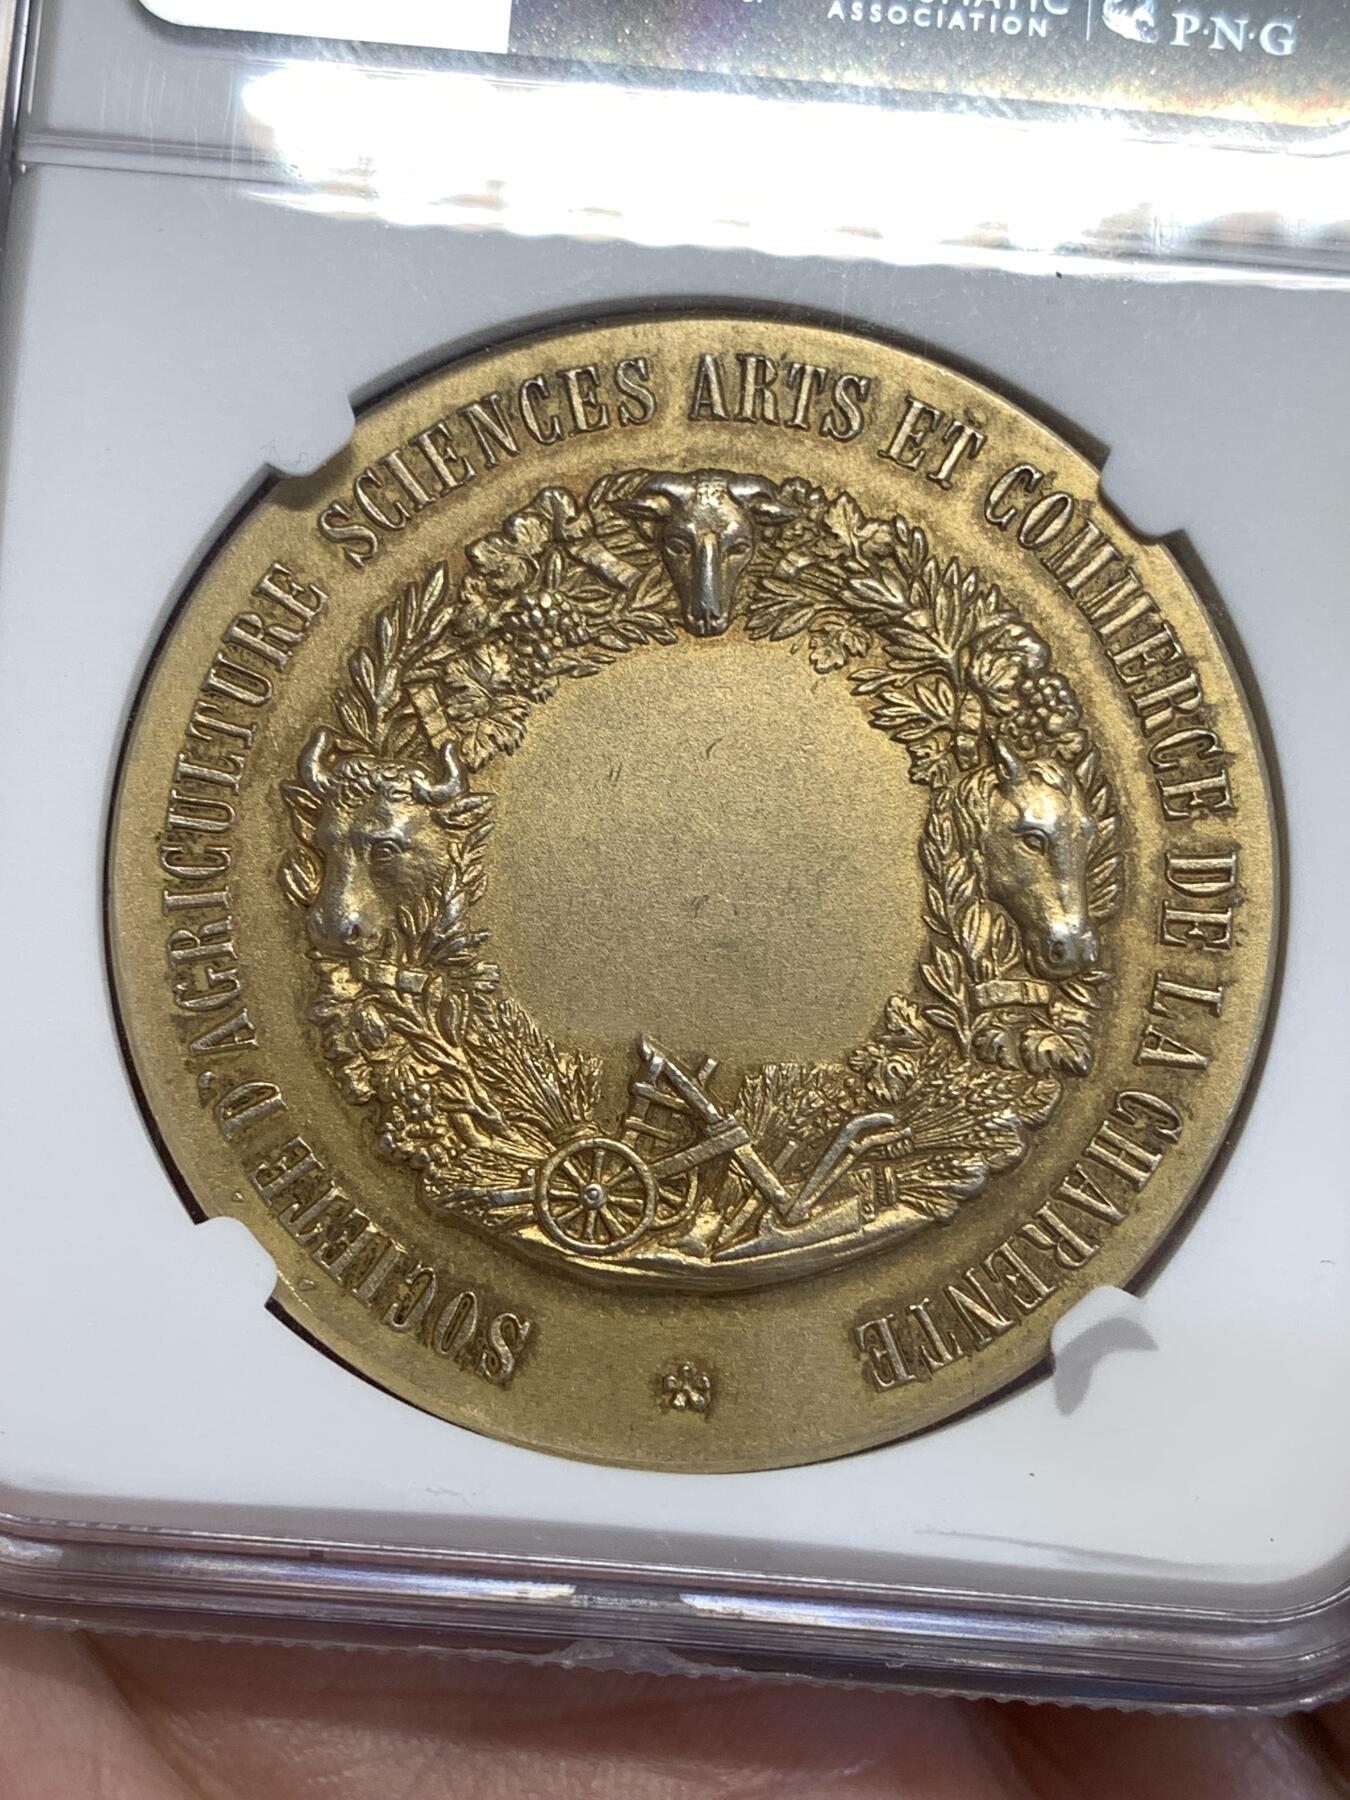 ASSOCIATION
P·N·G
SOCIETE D'AGRICULTURE SCIENCES ARTS ET COMMERCE DE LA CHARENTE